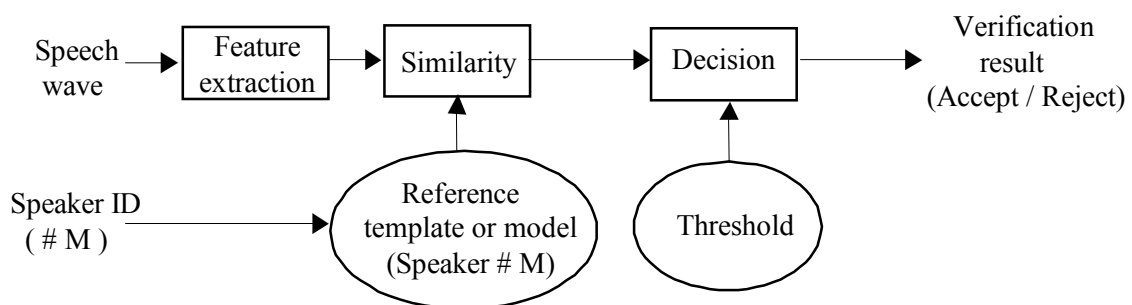 Speech
wave
Feature
extraction
Similarity
Decision
Verification
result
(Accept / Reject)
Speaker ID
( # M )
Reference
template or model
(Speaker # M)
Threshold